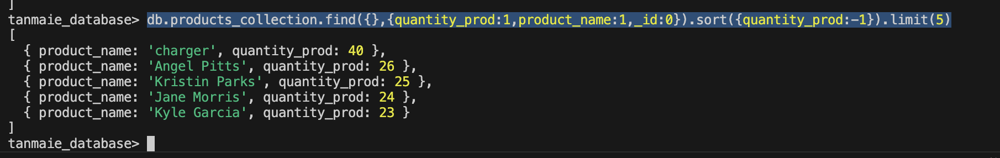 ]
tanmaie_database> db.products_collection.find({},{quantity_prod:1,product_name:1,_id:0}).sort({quantity_prod:-1}).limit(5)
[
  { product_name: 'charger', quantity_prod: 40 },
  { product_name: 'Angel Pitts', quantity_prod: 26 },
  { product_name: 'Kristin Parks', quantity_prod: 25 },
  { product_name: 'Jane Morris', quantity_prod: 24 },
  { product_name: 'Kyle Garcia', quantity_prod: 23 }
]
tanmaie_database>